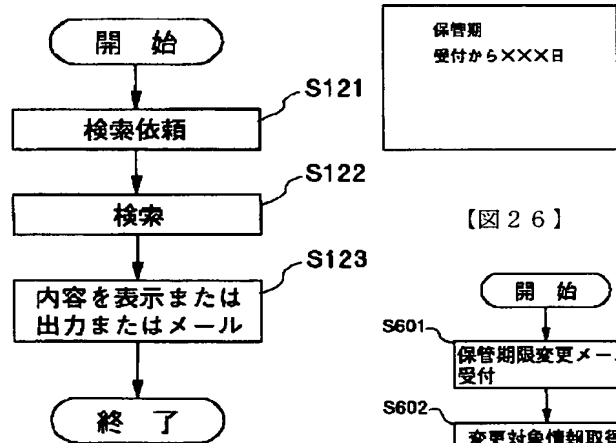 開 始
S121
検索依頼
S122
検索
S123
内容を表示または
出力またはメール
終 了
保管期
受付から×××日
【図２６】
開 始
S601
保管期限変更メー
受付
S602
変更対象情報取得